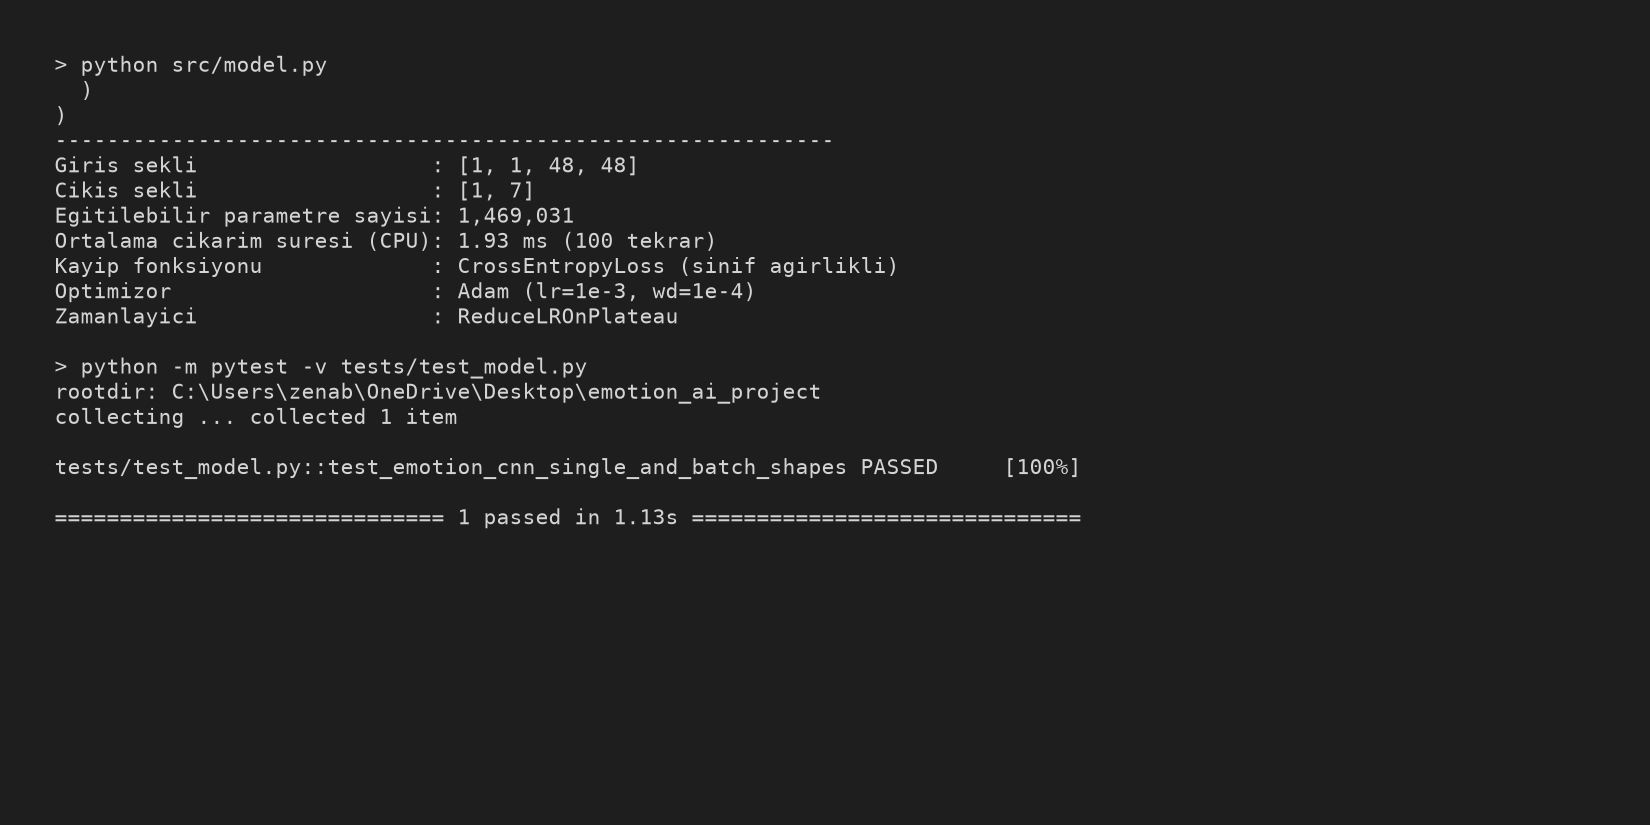 > python src/model.py
  )
)
------------------------------------------------------------
Giris sekli                  : [1, 1, 48, 48]
Cikis sekli                  : [1, 7]
Egitilebilir parametre sayisi: 1,469,031
Ortalama cikarim suresi (CPU): 1.93 ms (100 tekrar)
Kayip fonksiyonu             : CrossEntropyLoss (sinif agirlikli)
Optimizor                    : Adam (lr=1e-3, wd=1e-4)
Zamanlayici                  : ReduceLROnPlateau

> python -m pytest -v tests/test_model.py
rootdir: C:\Users\zenab\OneDrive\Desktop\emotion_ai_project
collecting ... collected 1 item

tests/test_model.py::test_emotion_cnn_single_and_batch_shapes PASSED     [100%]

============================== 1 passed in 1.13s ==============================